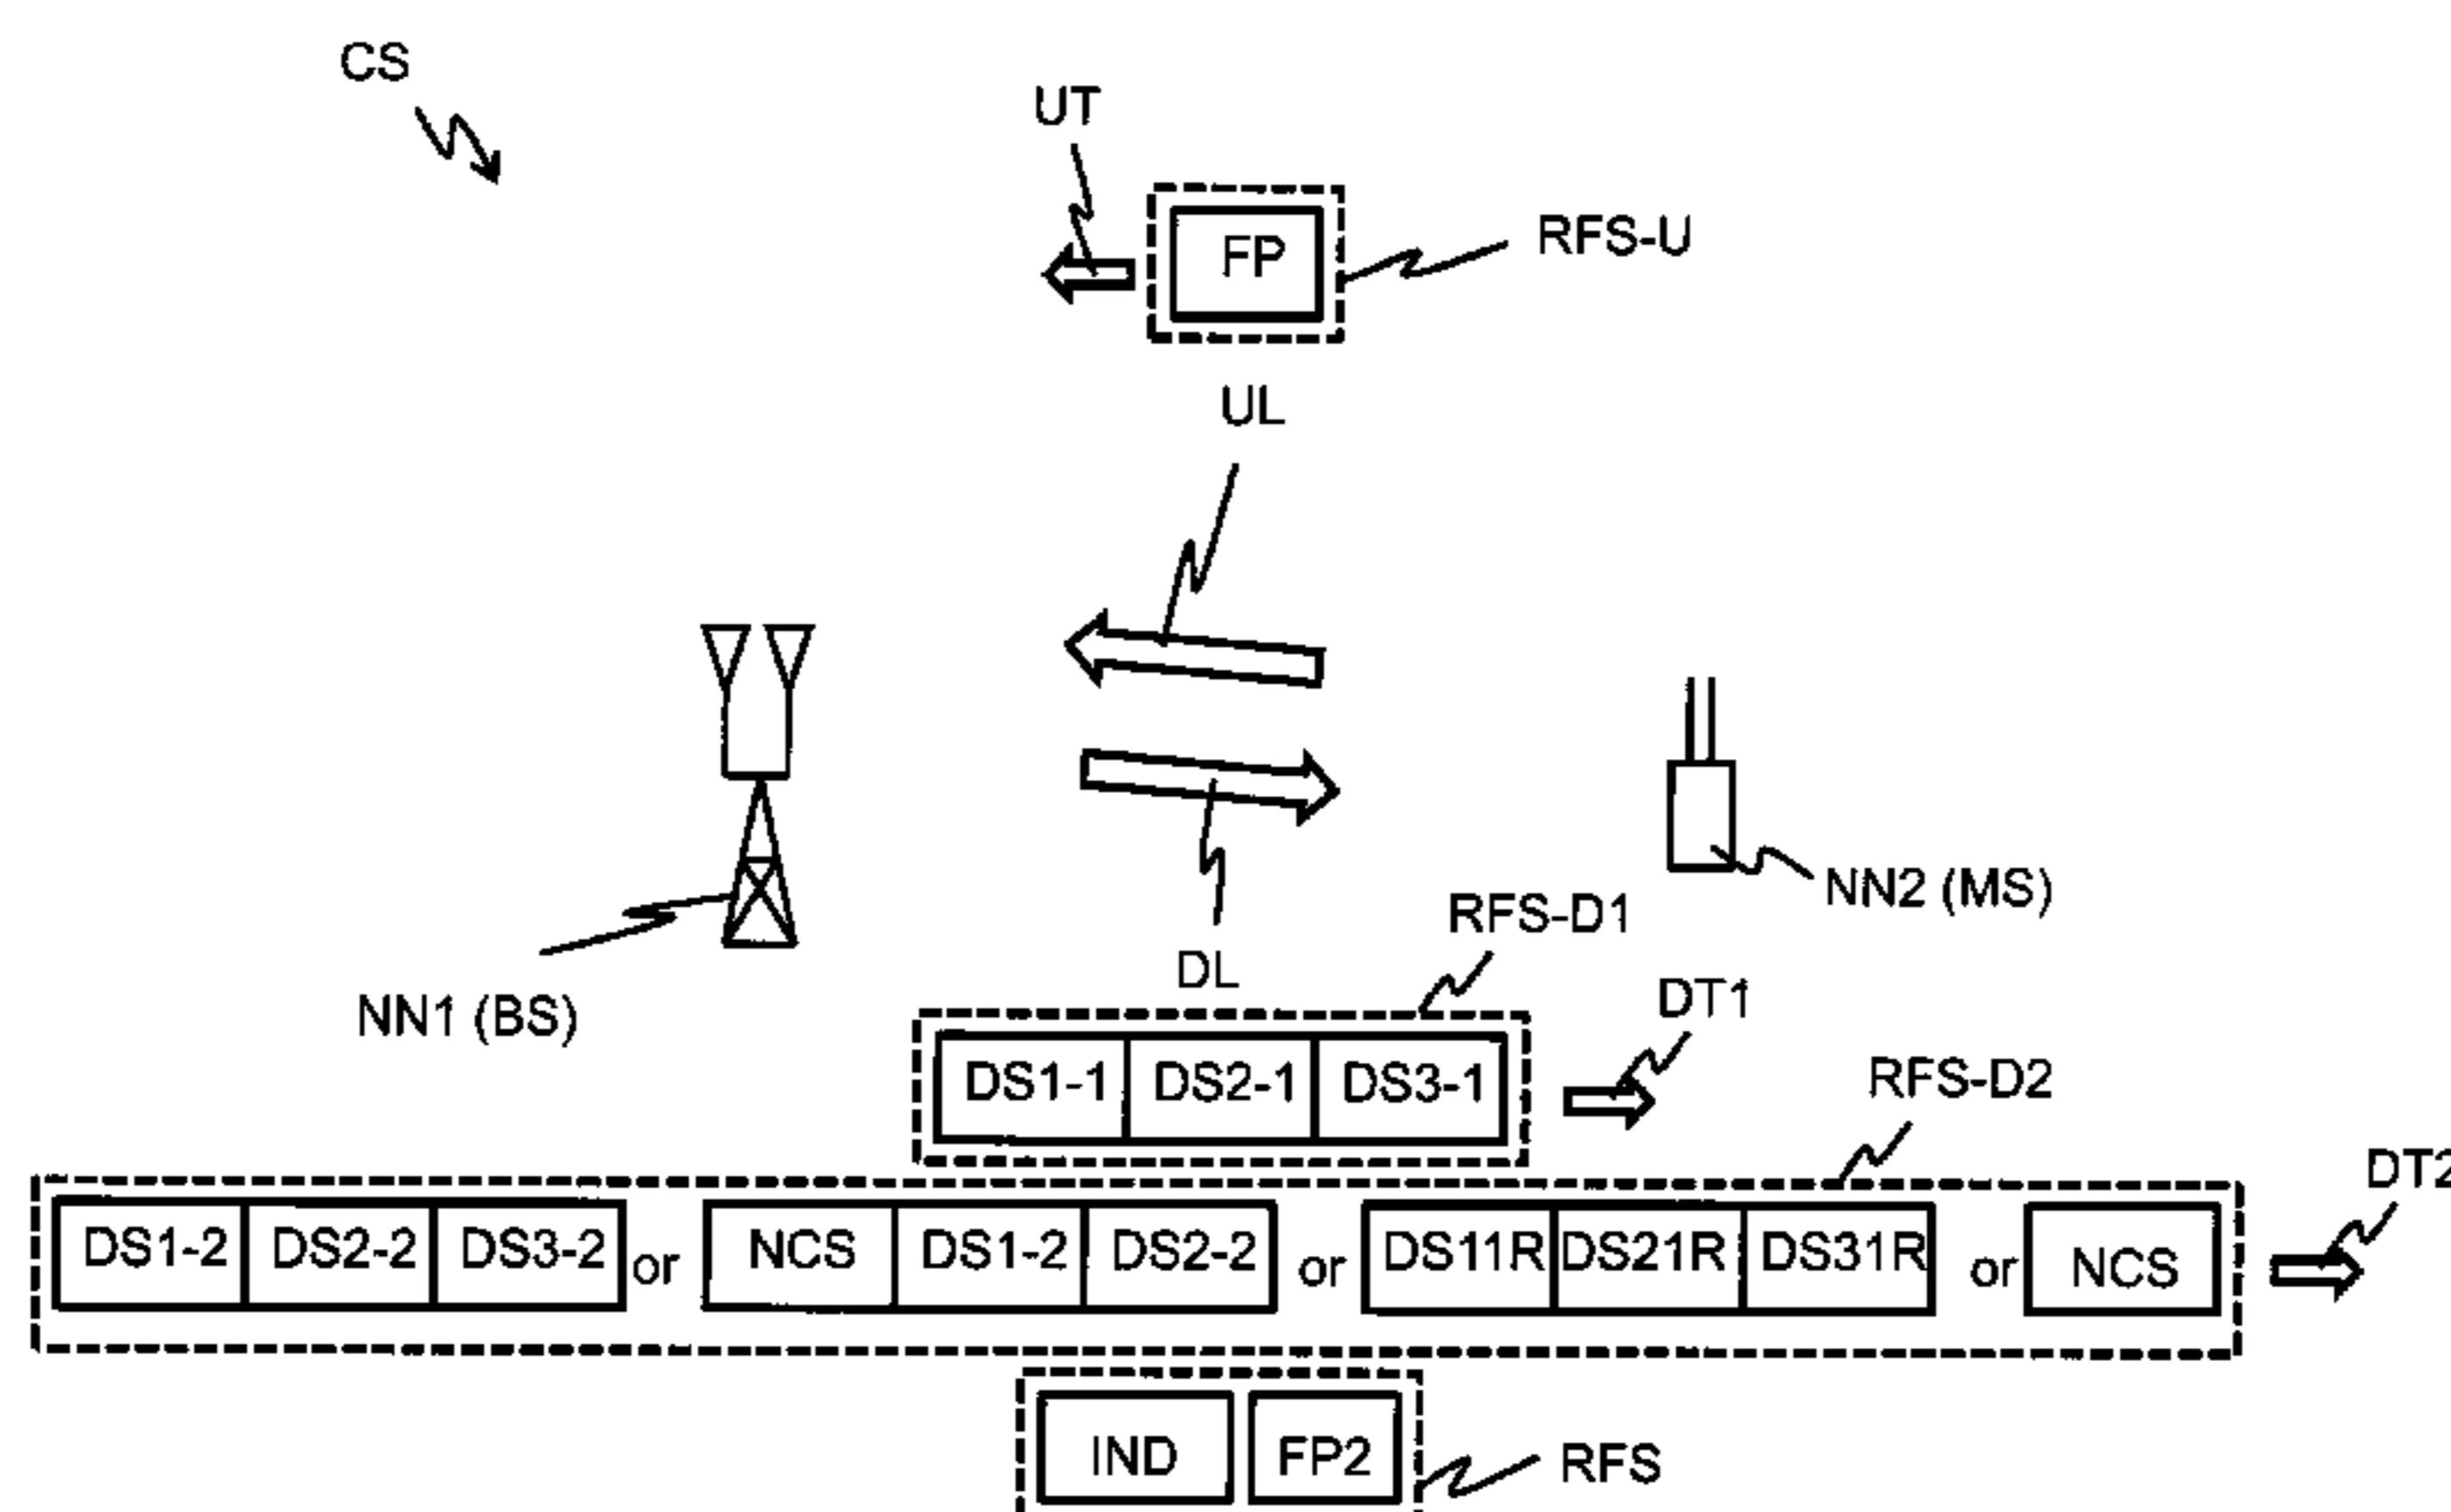 CS
UT
FP
RFS-U
UL
NN2 (MS)
RFS-D1
DL
DT1
NN1 (BS)
DS1-1 DS2-1 DS3-1
RFS-D2
DT2
DS1-2 DS2-2 DS3-2 or NCS DS1-2 DS2-2 or DS11R DS21R DS31R or NCS
IND FP2 RFS